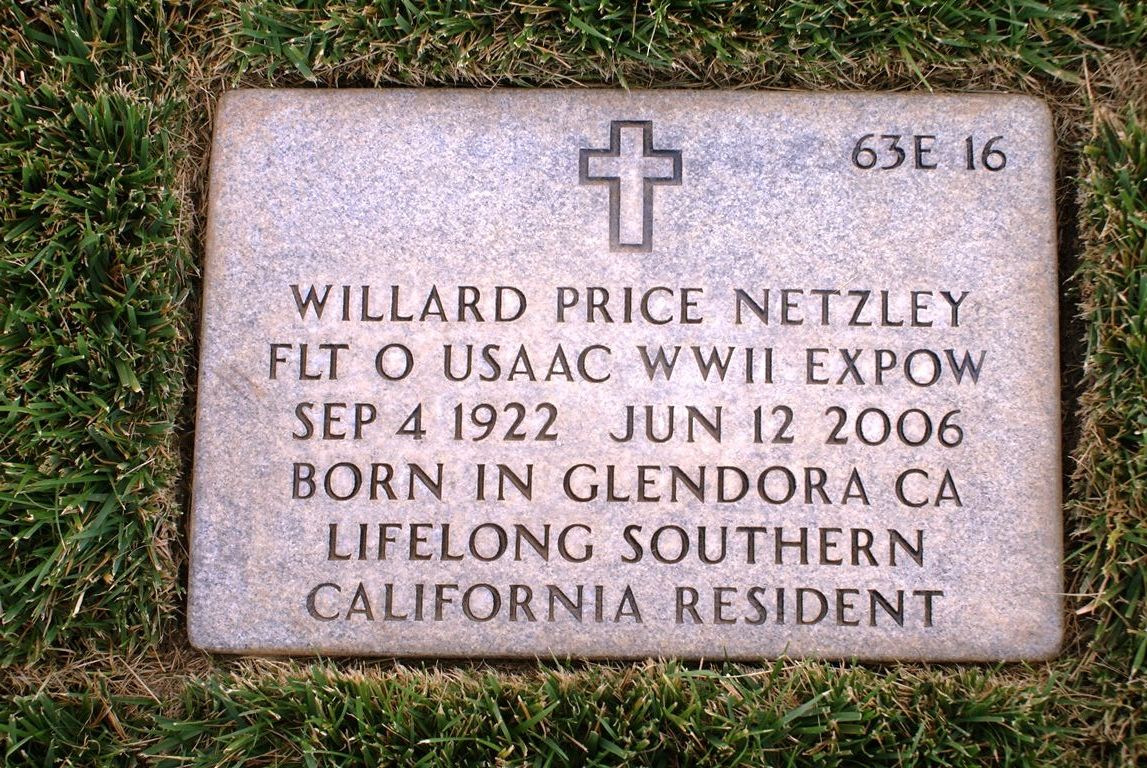 63E 16
WILLARD PRICE NETZLEY
FLT O USAAC WWII EXPOW
SEP 4 1922 JUN 12 2006
BORN IN GLENDORA CA
LIFELONG SOUTHERN
CALIFORNIA RESIDENT